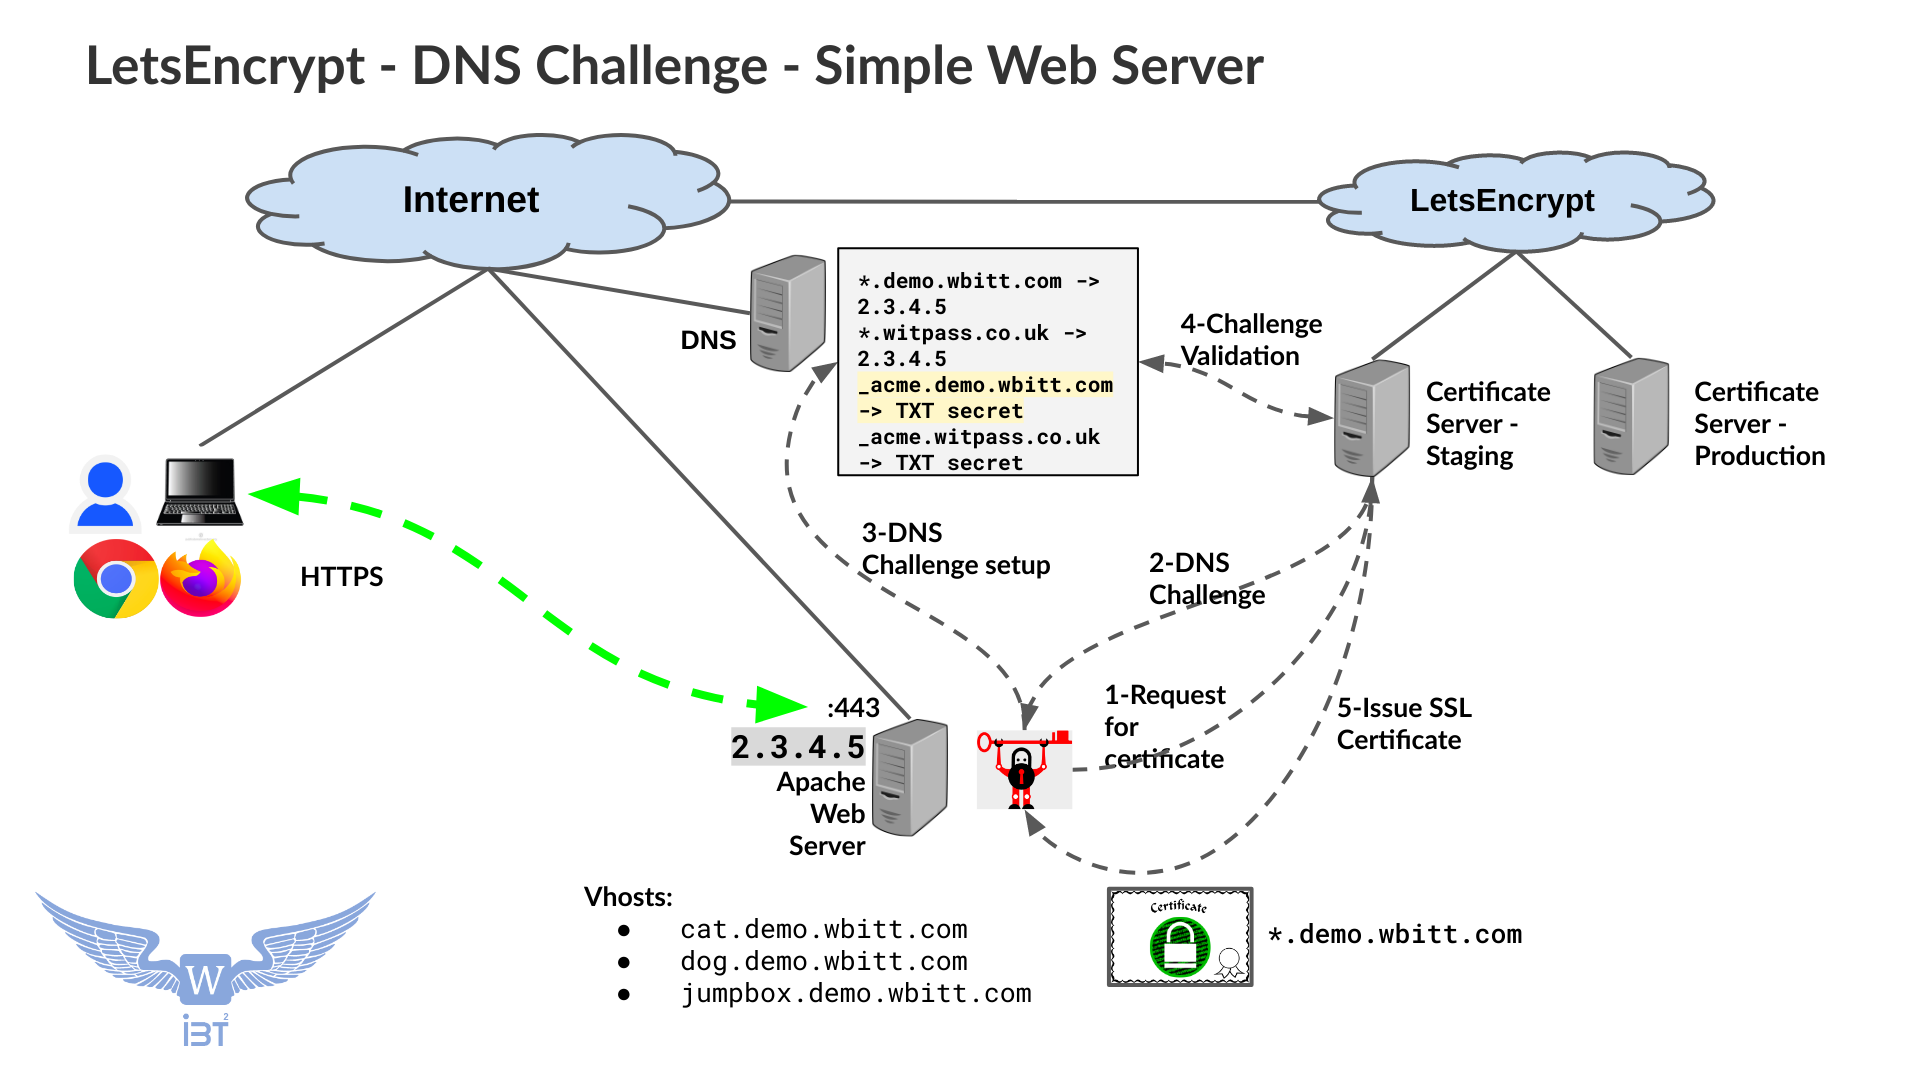 LetsEncrypt - DNS Challenge - Simple Web Server
Internet
LetsEncrypt
*.demo.wbitt.com ->
2.3.4.5
*.witpass.co.uk ->
2.3.4.5
_acme.demo.wbitt.com
-> TXT secret
_acme.witpass.co.uk
-> TXT secret
DNS
4-Challenge
Validation
Certificate
Server -
Staging
Certificate
Server -
Production
3-DNS
Challenge setup
2-DNS
Challenge
HTTPS
:443
2.3.4.5
Apache
Web
Server
1-Request
for
certificate
5-Issue SSL
Certificate
Vhosts:
● cat.demo.wbitt.com
● dog.demo.wbitt.com
● jumpbox.demo.wbitt.com
Certificate
*.demo.wbitt.com
W
iBT2